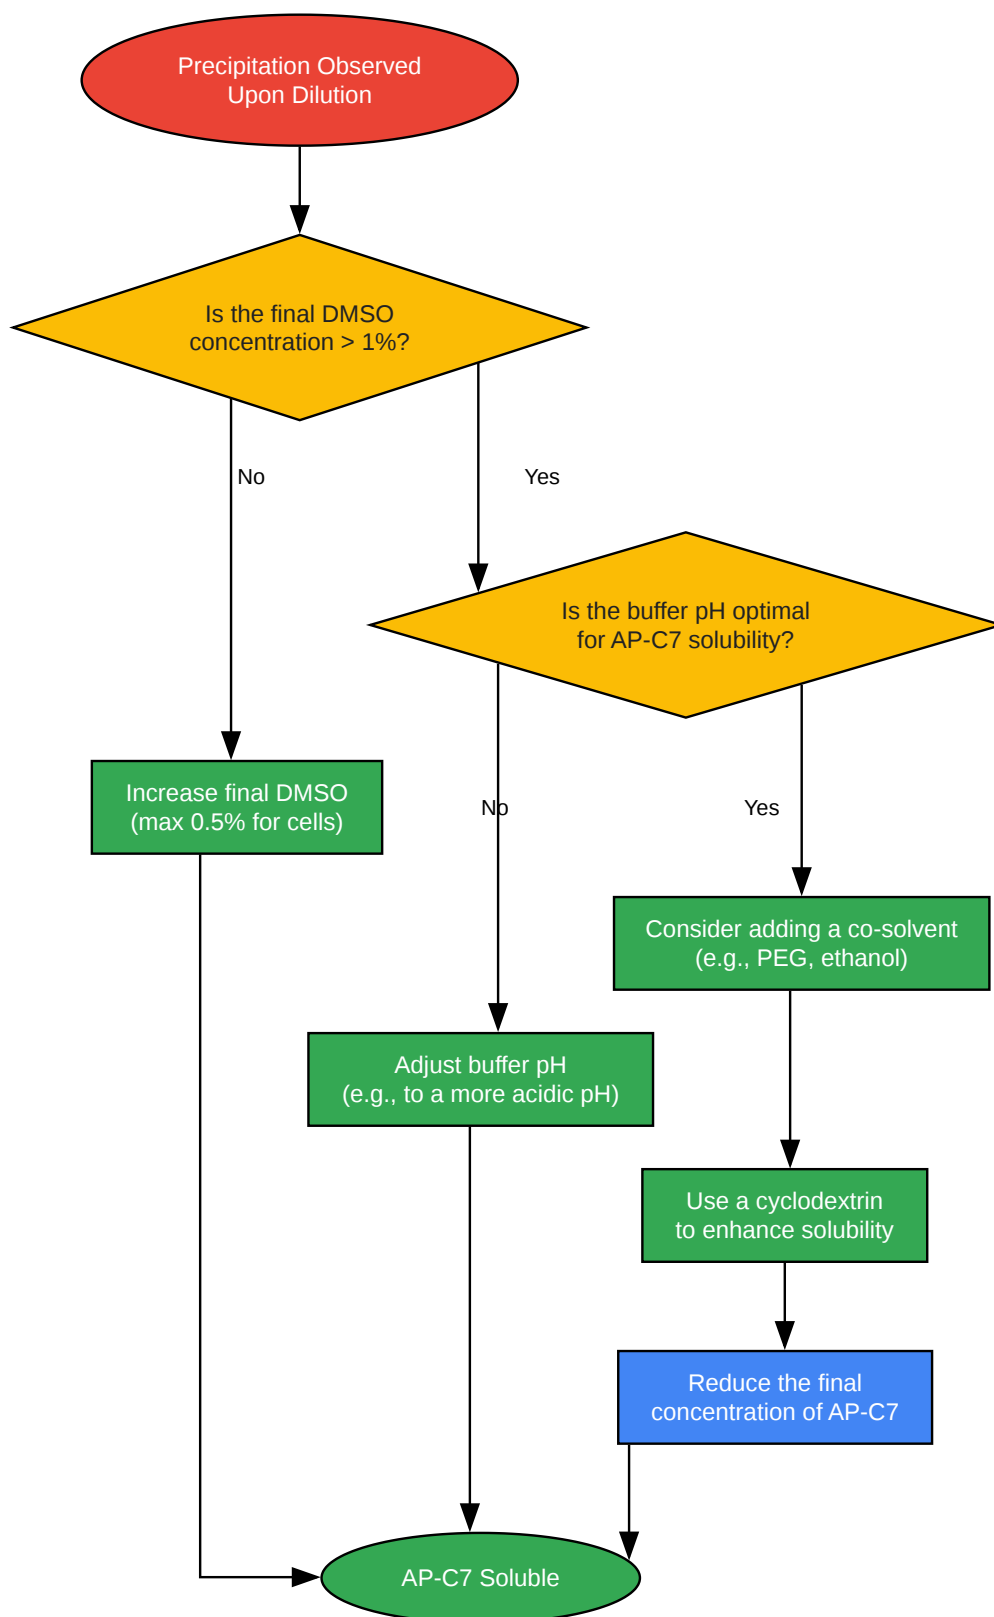 Precipitation Observed
Upon Dilution
Is the final DMSO
concentration > 1%?
No
Yes
Is the buffer pH optimal
for AP-C7 solubility?
Increase final DMSO
(max 0.5% for cells)
No
Yes
Consider adding a co-solvent
(e.g., PEG, ethanol)
Adjust buffer pH
(e.g., to a more acidic pH)
Use a cyclodextrin
to enhance solubility
Reduce the final
concentration of AP-C7
AP-C7 Soluble